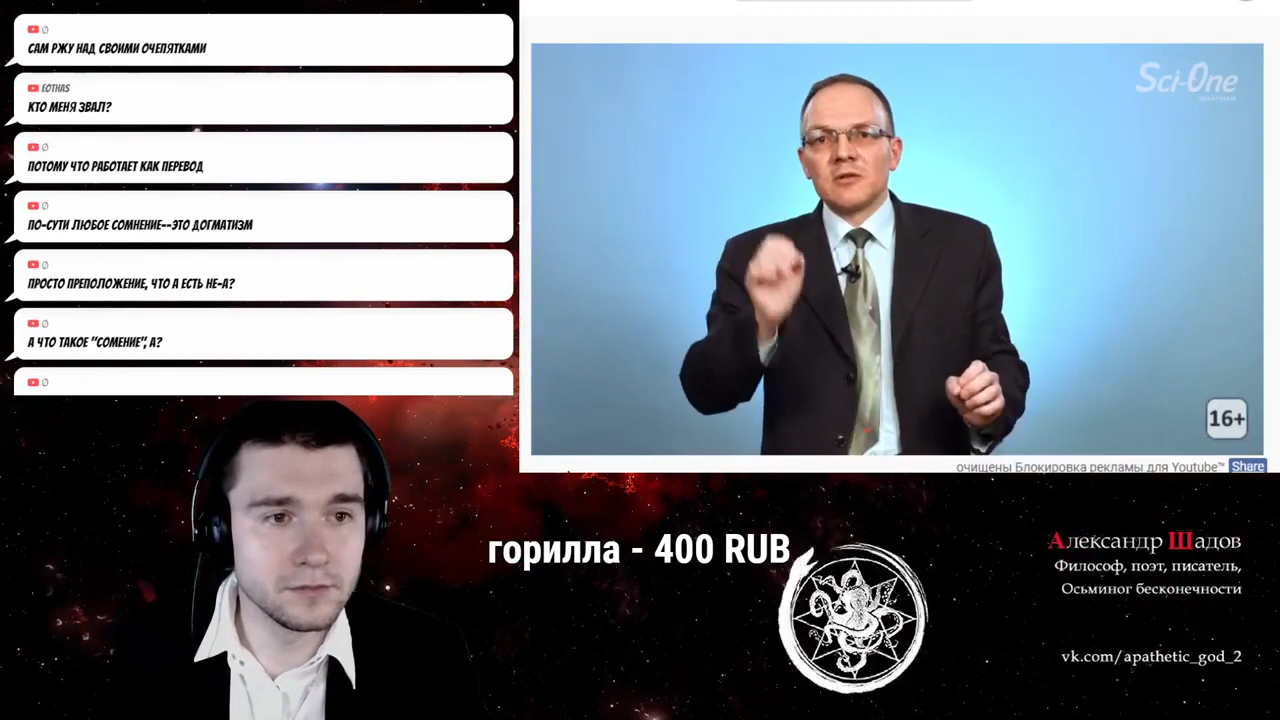 Ø
САМ РЖУ НАД СВОИМИ ОЧЕПЯТКАМИ
EOTHAS
КТО МЕНЯ ЗВАЛ?
Ø
ПОТОМУ ЧТО РАБОТАЕТ КАК ПЕРЕВОД
Ø
ПО-СУТИ ЛЮБОЕ СОМНЕНИЕ--ЭТО ДОГМАТИЗМ
Ø
ПРОСТО ПРЕПОЛОЖЕНИЕ, ЧТО А ЕСТЬ НЕ-А?
Ø
А ЧТО ТАКОЕ "СОМЕНИЕ", А?
Ø
Sci-One
16+
очищены Блокировка рекламы для Youtube™ Share
горилла - 400 RUB
Александр Шадов
Философ, поэт, писатель,
Осьминог бесконечности
vk.com/apathetic_god_2